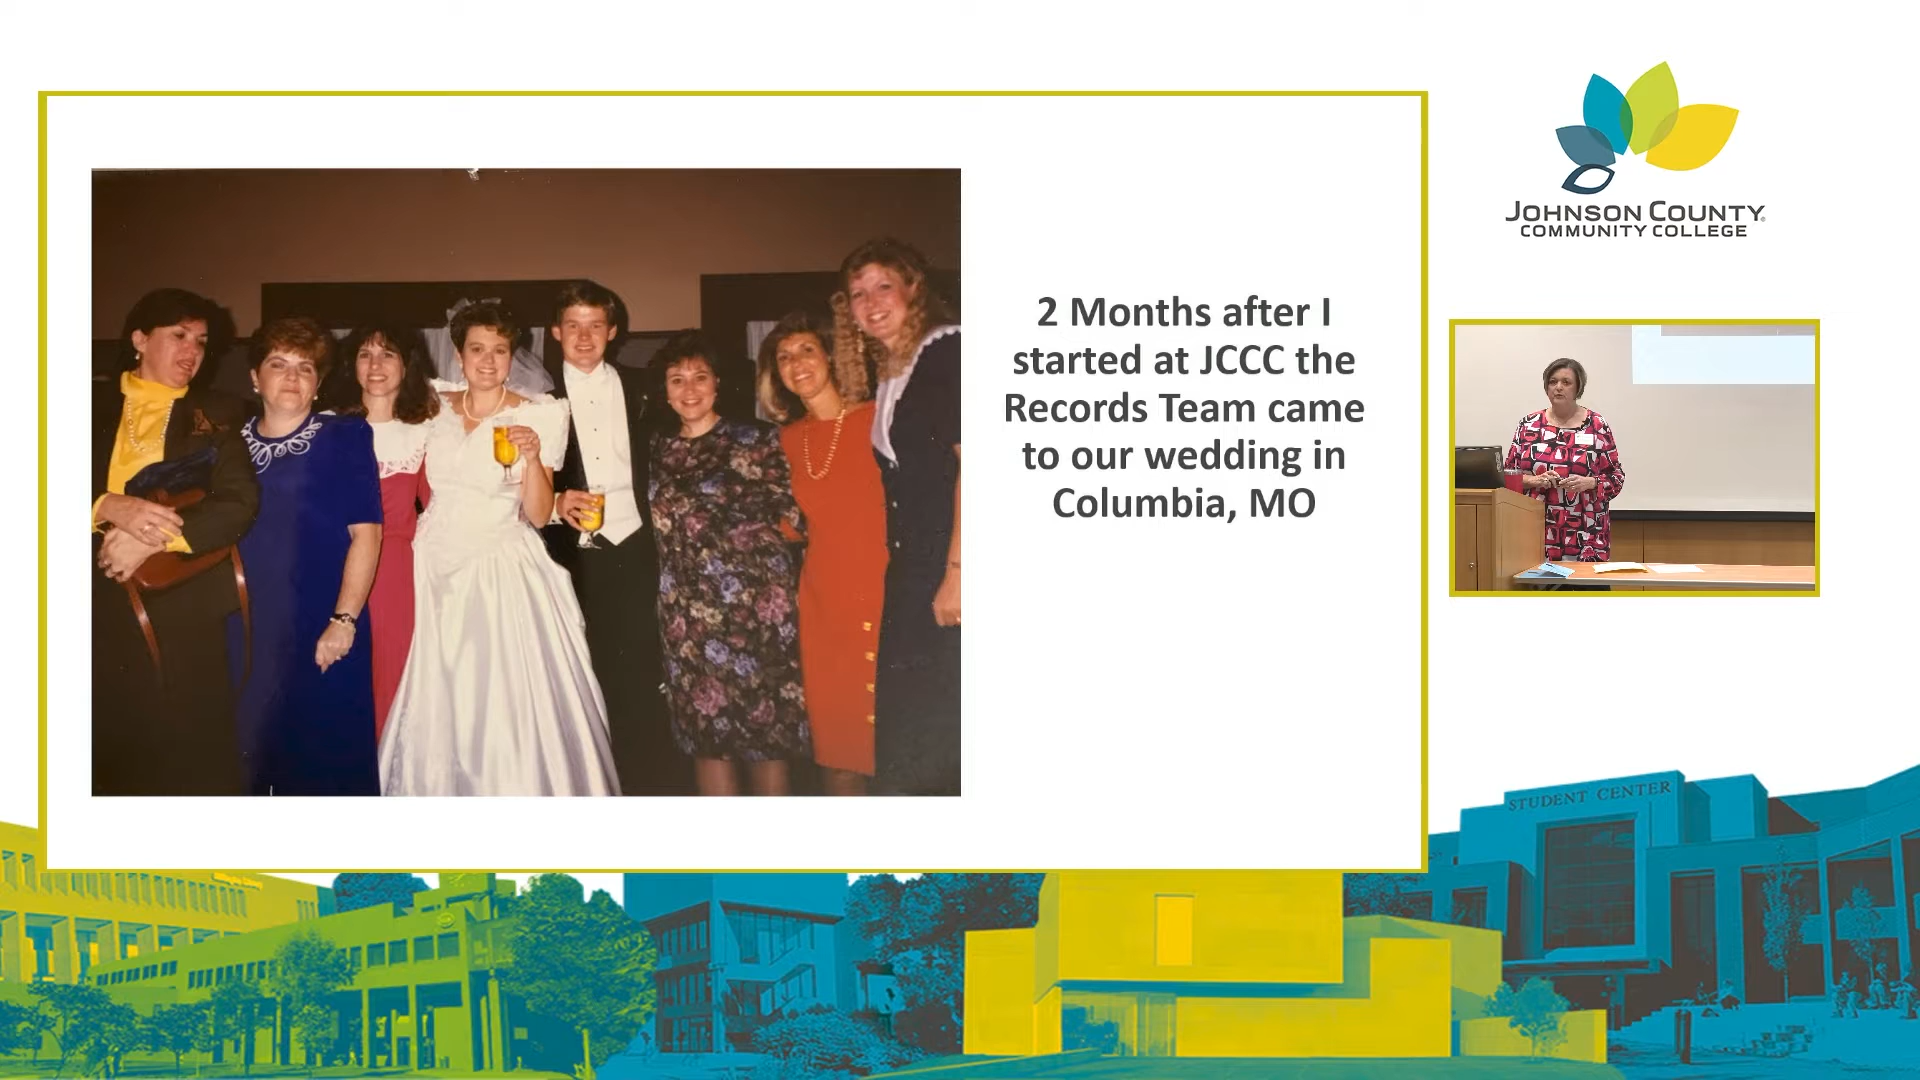 2 Months after I
started at JCCC the
Records Team came
to our wedding in
Columbia, MO
JOHNSON COUNTY
COMMUNITY COLLEGE
STUDENT CENTER